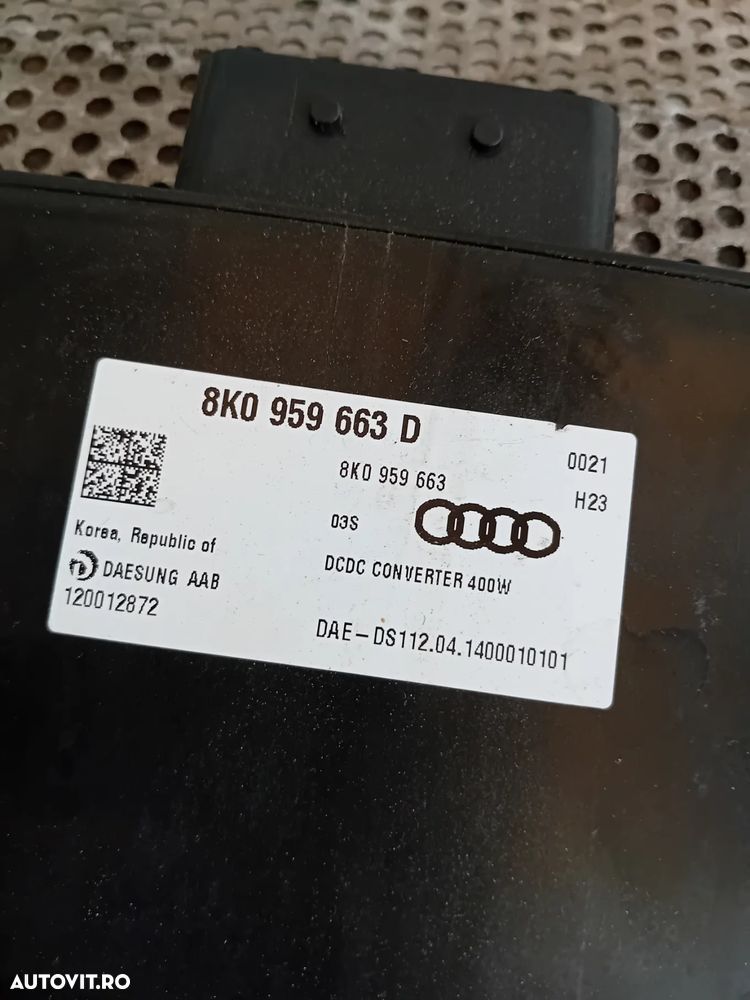 8K0 959 663 D
8K0 959 663
0021
H23
03S
Korea, Republic of
DAESUNG AAB
120012872
DCDC CONVERTER 400W
DAE-DS112.04.1400010101
AUTOVIT.RO